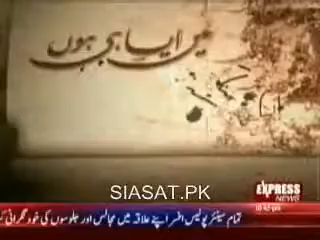 میں ایسا ہی ہوں
SIASAT.PK
EXPRESS
NEWS
تمام سینئر پولیس افسر اپنے علاقہ میں مجالس اور جلوسوں کی خود نگرانی